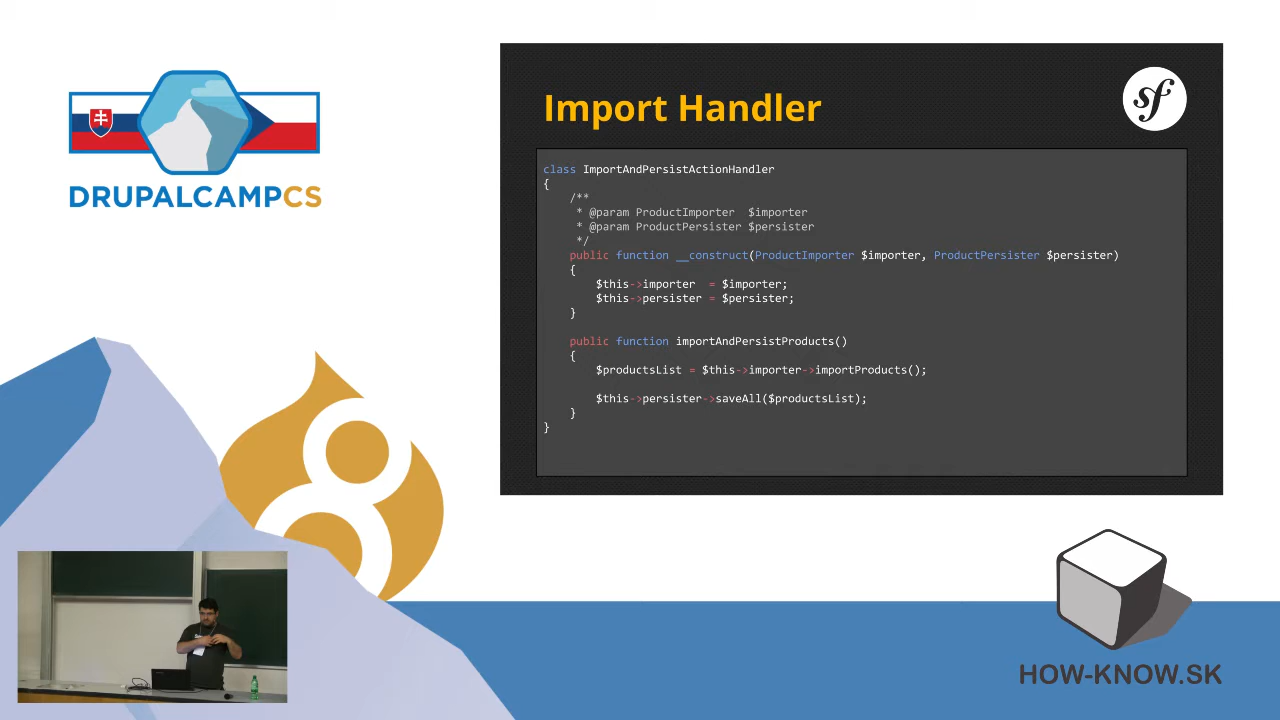 DRUPALCAMPCS
Import Handler
sf
class ImportAndPersistActionHandler
{
    /**
     * @param ProductImporter  $importer
     * @param ProductPersister $persister
     */
    public function __construct(ProductImporter $importer, ProductPersister $persister)
    {
        $this->importer  = $importer;
        $this->persister = $persister;
    }
    public function importAndPersistProducts()
    {
        $productsList = $this->importer->importProducts();
        $this->persister->saveAll($productsList);
    }
}
HOW-KNOW.SK